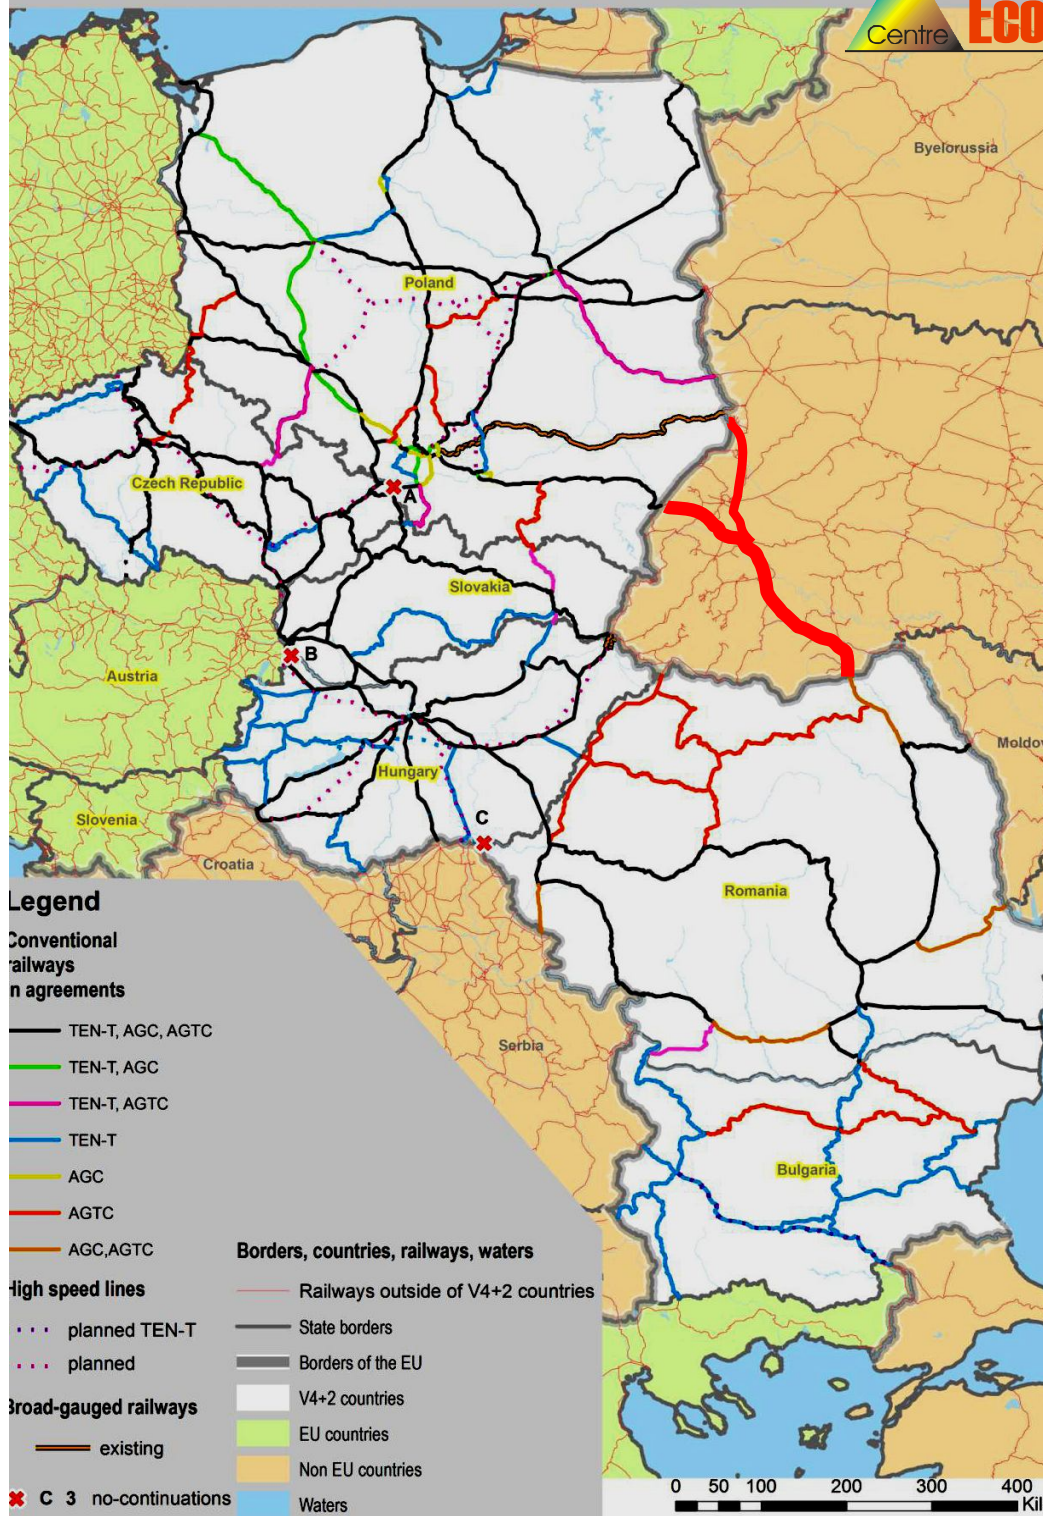 Centre Eco
Byelorussia
Poland
Czech Republic
A
Slovakia
B
Austria
Moldov
Hungary
Slovenia
C
Croatia
Romania
Serbia
Bulgaria
Legend
Conventional
railways
in agreements
TEN-T, AGC, AGTC
TEN-T, AGC
TEN-T, AGTC
TEN-T
AGC
AGTC
AGC,AGTC
High speed lines
planned TEN-T
planned
Broad-gauged railways
existing
C 3 no-continuations
Borders, countries, railways, waters
Railways outside of V4+2 countries
State borders
Borders of the EU
V4+2 countries
EU countries
Non EU countries
Waters
0 50 100 200 300 400
Kil